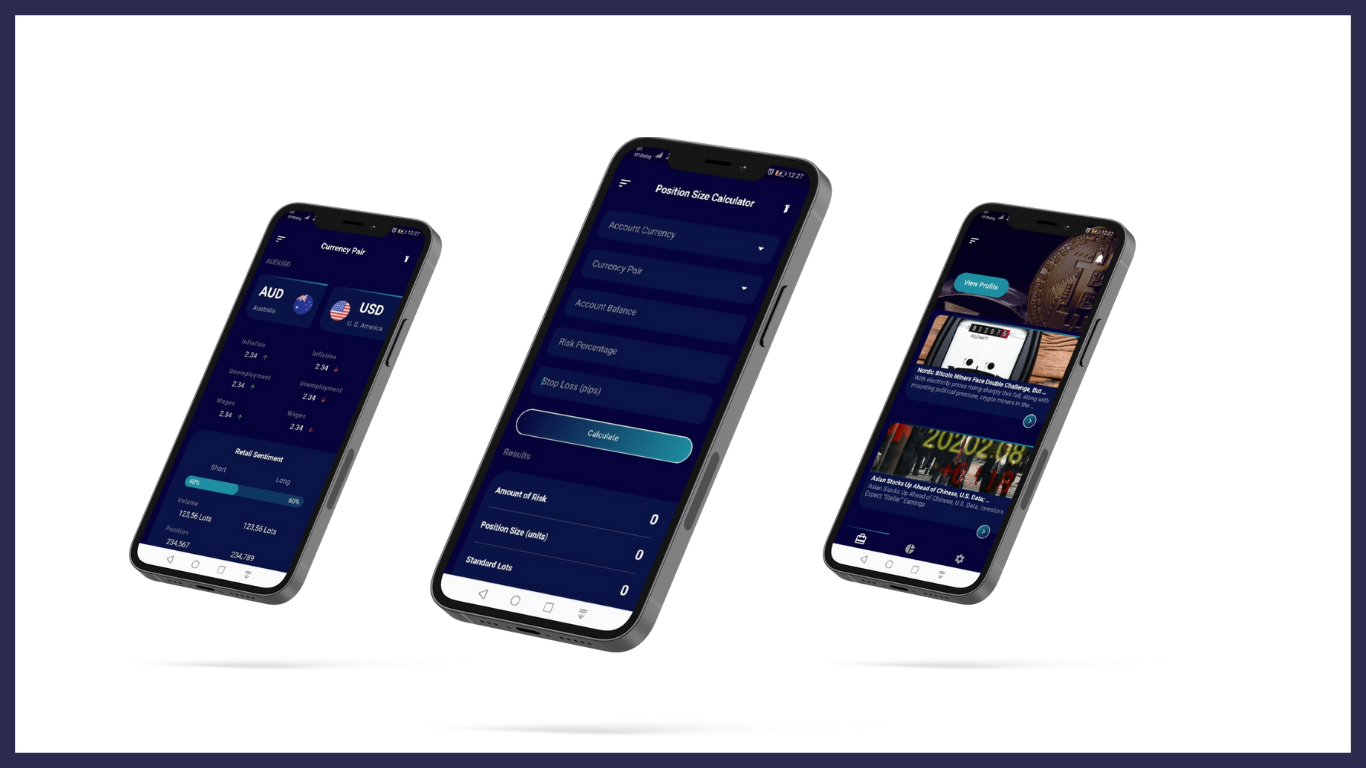 12:27
Currency Pair
AUDUSD
AUD
Australia
USD
U. S. America
Inflation
2.34
Inflation
2.34
Unemployment
2.34
Unemployment
2.34
Wages
2.34
Wages
2.34
Retail Sentiment
Short
Long
40%
60%
Volume
123,56 Lots
123,56 Lots
Position
234,567
234,789
12:27
Position Size Calculator
Account Currency
Currency Pair
Account Balance
Risk Percentage
Stop Loss (pips)
Calculate
Results
Amount of Risk
0
Position Size (units)
0
Standard Lots
0
12:27
View Profits
Nordic Bitcoin Miners Face Double Challenge, But ...
With electricity prices rising sharply this fall, along with
mounting political pressure, crypto miners in the ...
20202.08
Asian Stocks Up Ahead of Chinese, U.S. Data;...
Asian Stocks Up Ahead of Chinese, U.S. Data; Investors
Expect "Stellar" Earnings